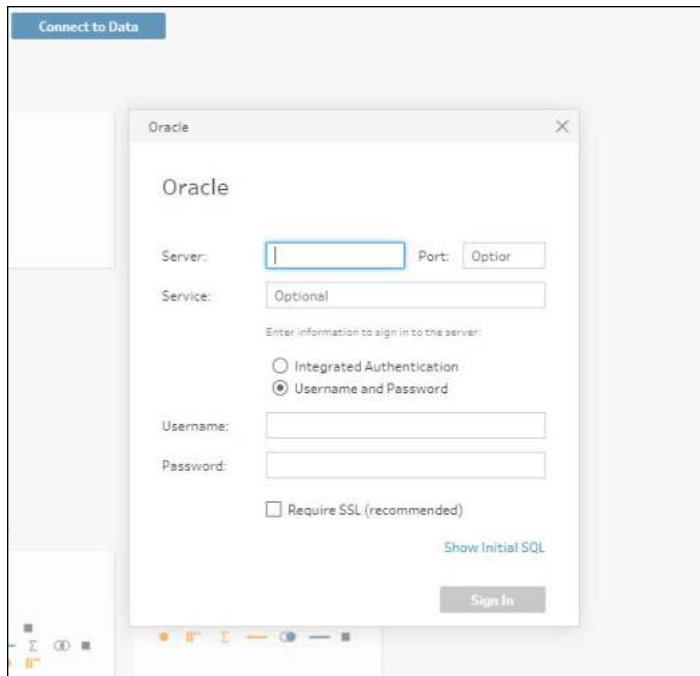 Connect to Data
Oracle
Oracle
Server:
Port: Optior
Service: Optional
Enter information to sign in to the server:
Integrated Authentication
Username and Password
Username:
Password:
Require SSL (recommended)
Show Initial SQL
Sign In